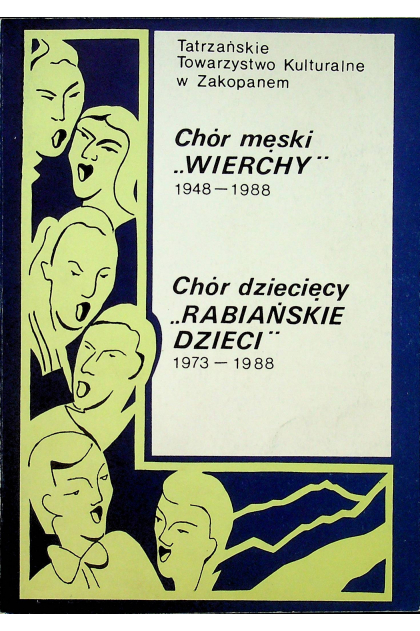 Tatrzańskie
Towarzystwo Kulturalne
w Zakopanem
Chór męski
„WIERCHY”
1948—1988
Chór dziecięcy
„RABIAŃSKIE
DZIECI”
1973—1988